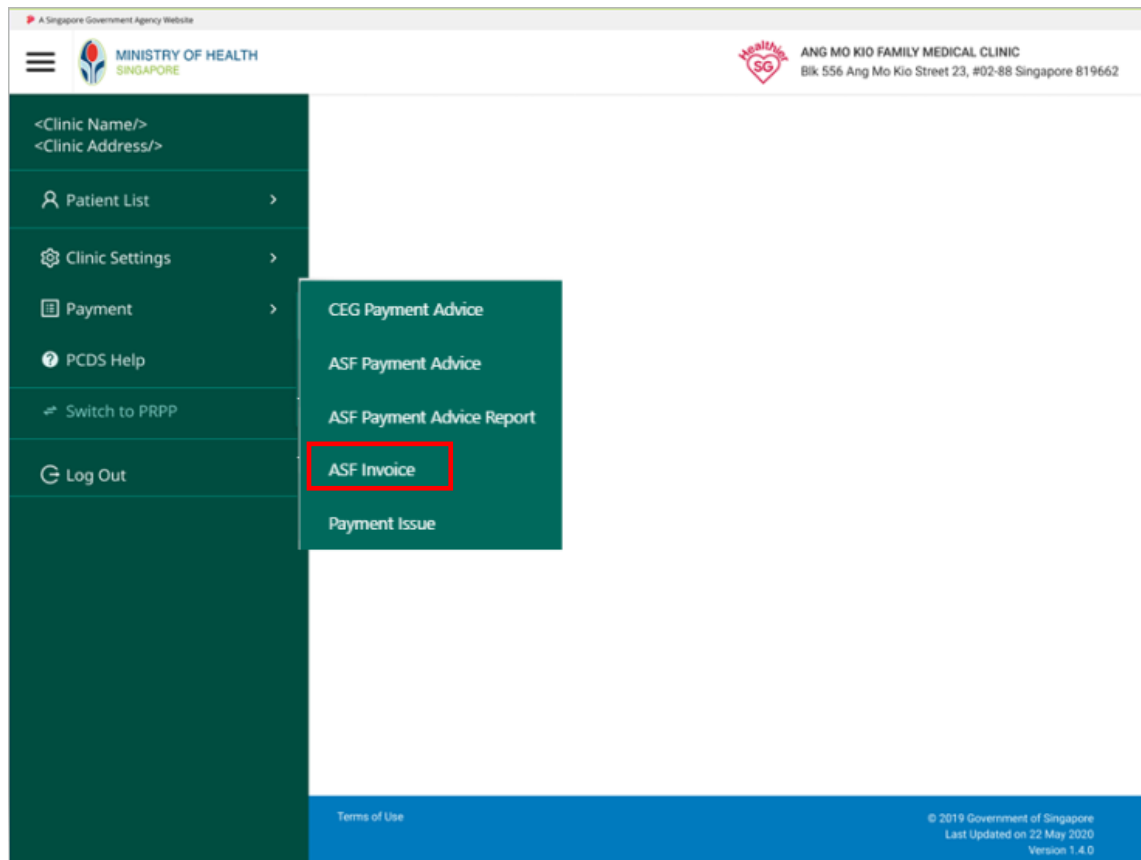 A Singapore Government Agency Website
MINISTRY OF HEALTH
SINGAPORE
Healthier
SG
ANG MO KIO FAMILY MEDICAL CLINIC
Blk 556 Ang Mo Kio Street 23, #02-88 Singapore 819662
<Clinic Name/>
<Clinic Address/>
Patient List
Clinic Settings
Payment
PCDS Help
Switch to PRPP
Log Out
CEG Payment Advice
ASF Payment Advice
ASF Payment Advice Report
ASF Invoice
Payment Issue
Terms of Use
© 2019 Government of Singapore
Last Updated on 22 May 2020
Version 1.4.0